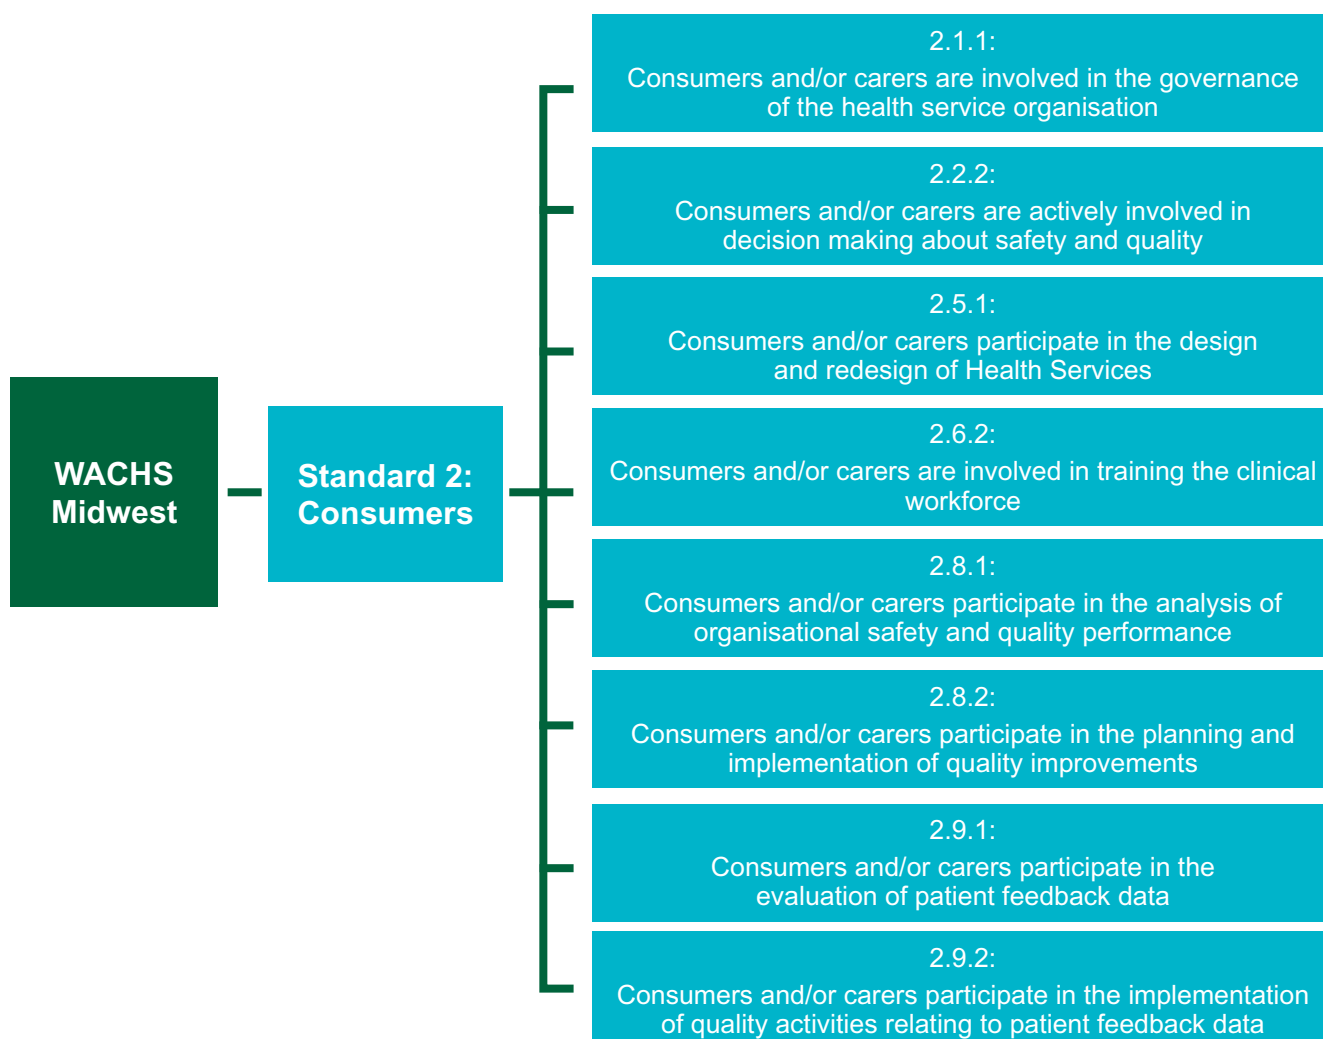 WACHS
Midwest
Standard 2:
Consumers
2.1.1:
Consumers and/or carers are involved in the governance
of the health service organisation
2.2.2:
Consumers and/or carers are actively involved in
decision making about safety and quality
2.5.1:
Consumers and/or carers participate in the design
and redesign of Health Services
2.6.2:
Consumers and/or carers are involved in training the clinical
workforce
2.8.1:
Consumers and/or carers participate in the analysis of
organisational safety and quality performance
2.8.2:
Consumers and/or carers participate in the planning and
implementation of quality improvements
2.9.1:
Consumers and/or carers participate in the
evaluation of patient feedback data
2.9.2:
Consumers and/or carers participate in the implementation
of quality activities relating to patient feedback data